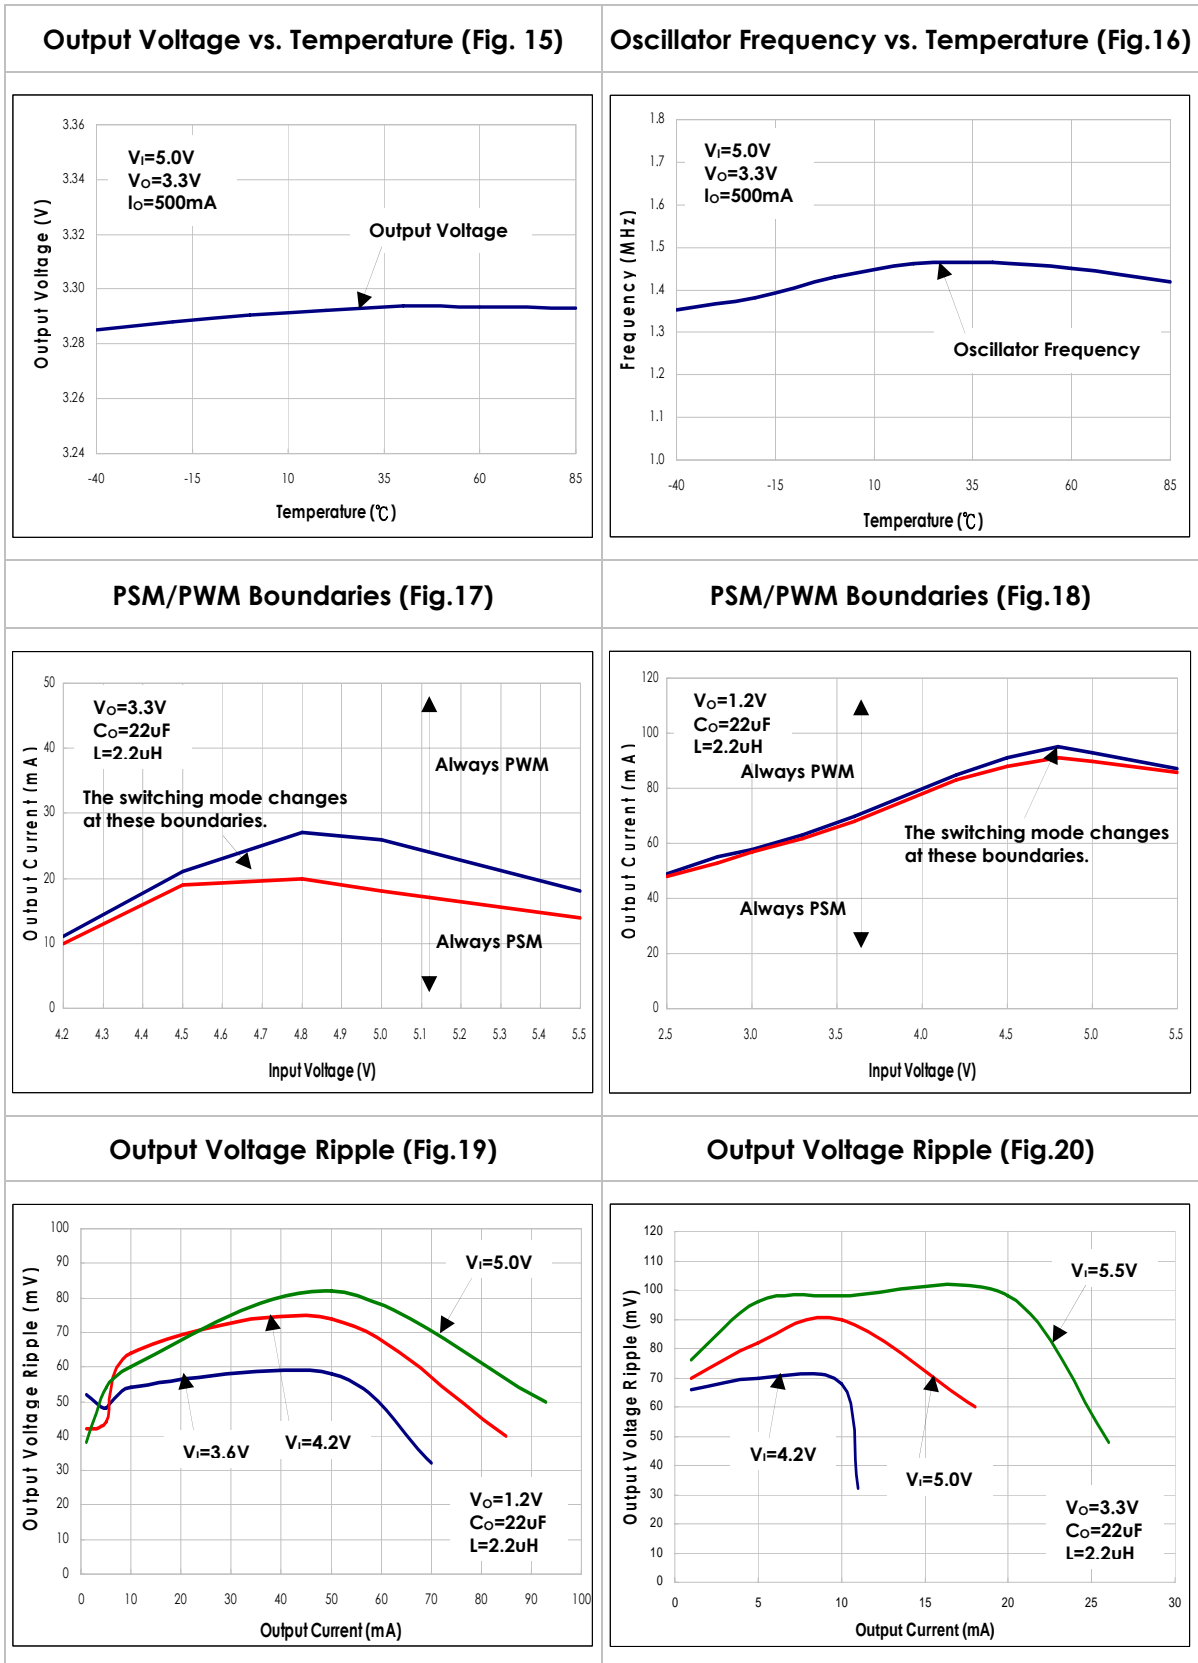 Output Voltage vs. Temperature (Fig. 15)
Oscillator Frequency vs. Temperature (Fig.16)
3.36
3.34
3.32
3.30
3.28
3.26
3.24
Output Voltage (V)
VI=5.0V
VO=3.3V
IO=500mA
Output Voltage
-40 -15 10 35 60 85
Temperature (℃)
1.8
1.7
1.6
1.5
1.4
1.3
1.2
1.1
1.0
Frequency (MHz)
VI=5.0V
VO=3.3V
IO=500mA
Oscillator Frequency
-40 -15 10 35 60 85
Temperature (℃)
PSM/PWM Boundaries (Fig.17)
PSM/PWM Boundaries (Fig.18)
50
40
30
20
10
0
Output Current (mA)
VO=3.3V
CO=22uF
L=2.2uH
Always PWM
The switching mode changes
at these boundaries.
Always PSM
4.2 4.3 4.4 4.5 4.6 4.7 4.8 4.9 5.0 5.1 5.2 5.3 5.4 5.5
Input Voltage (V)
120
100
80
60
40
20
0
Output Current (mA)
VO=1.2V
CO=22uF
L=2.2uH
Always PWM
The switching mode changes
at these boundaries.
Always PSM
2.5 3.0 3.5 4.0 4.5 5.0 5.5
Input Voltage (V)
Output Voltage Ripple (Fig.19)
Output Voltage Ripple (Fig.20)
100
90
80
70
60
50
40
30
20
10
0
Output Voltage Ripple (mV)
VI=5.0V
VI=3.6V
VI=4.2V
VO=1.2V
CO=22uF
L=2.2uH
0 10 20 30 40 50 60 70 80 90 100
Output Current (mA)
120
110
100
90
80
70
60
50
40
30
20
10
0
Output Voltage Ripple (mV)
VI=5.5V
VI=4.2V
VI=5.0V
VO=3.3V
CO=22uF
L=2.2uH
0 5 10 15 20 25 30
Output Current (mA)